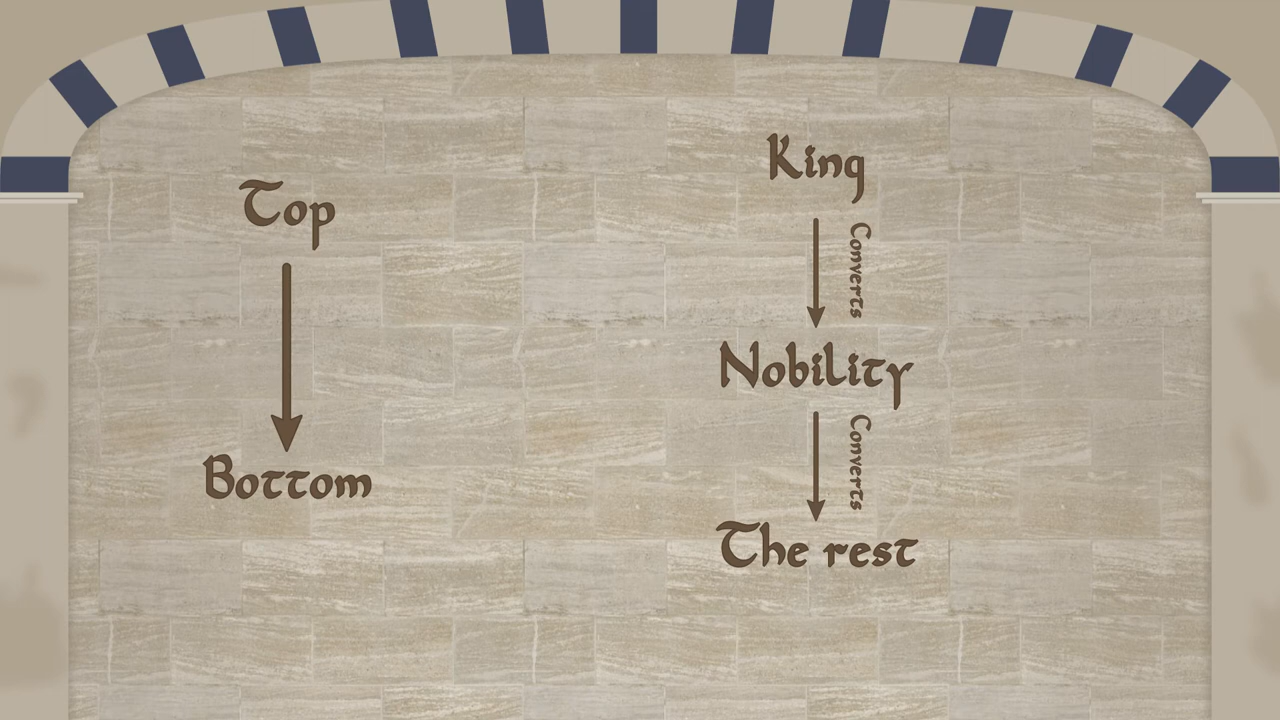 Top
Bottom
King
Converts
Nobility
Converts
The rest